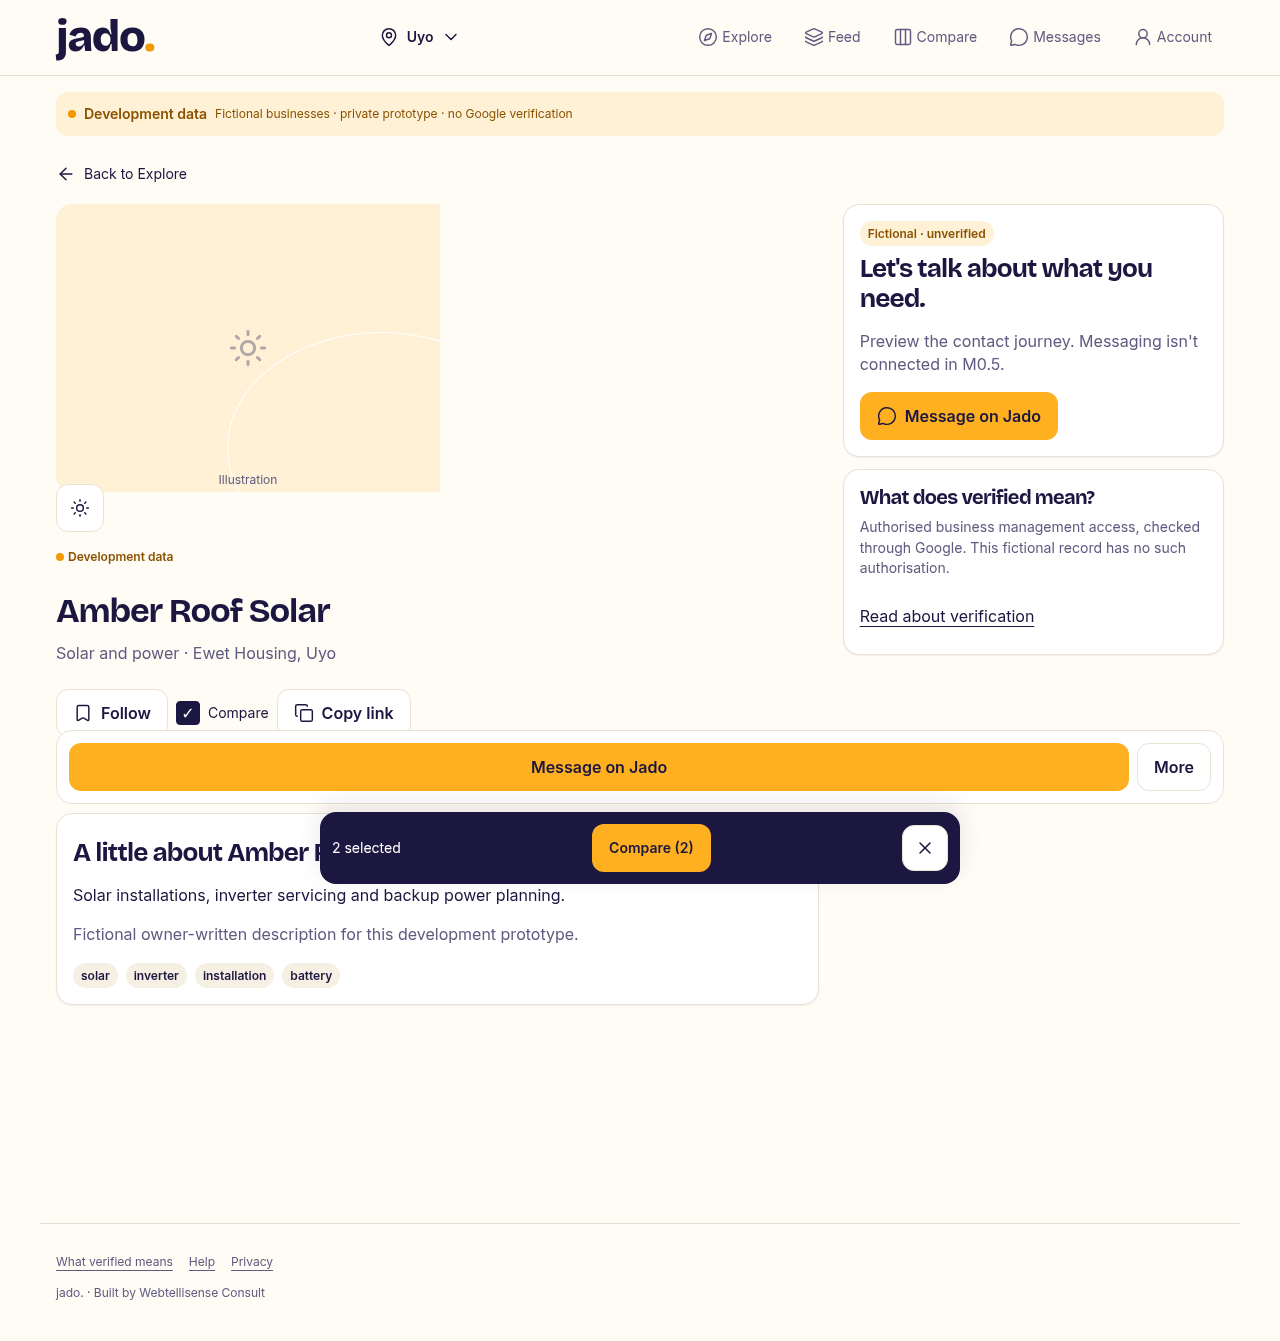 jado.
Uyo
Explore
Feed
Compare
Messages
Account
Development data Fictional businesses · private prototype · no Google verification
Back to Explore
Illustration
Development data
Amber Roof Solar
Solar and power · Ewet Housing, Uyo
Follow
✓ Compare
Copy link
Fictional · unverified
Let's talk about what you
need.
Preview the contact journey. Messaging isn't
connected in M0.5.
Message on Jado
What does verified mean?
Authorised business management access, checked
through Google. This fictional record has no such
authorisation.
Read about verification
Message on Jado
More
2 selected
Compare (2)
A little about Amber
Solar installations, inverter servicing and backup power planning.
Fictional owner-written description for this development prototype.
solar
inverter
installation
battery
What verified means
Help
Privacy
jado. · Built by Webtellisense Consult